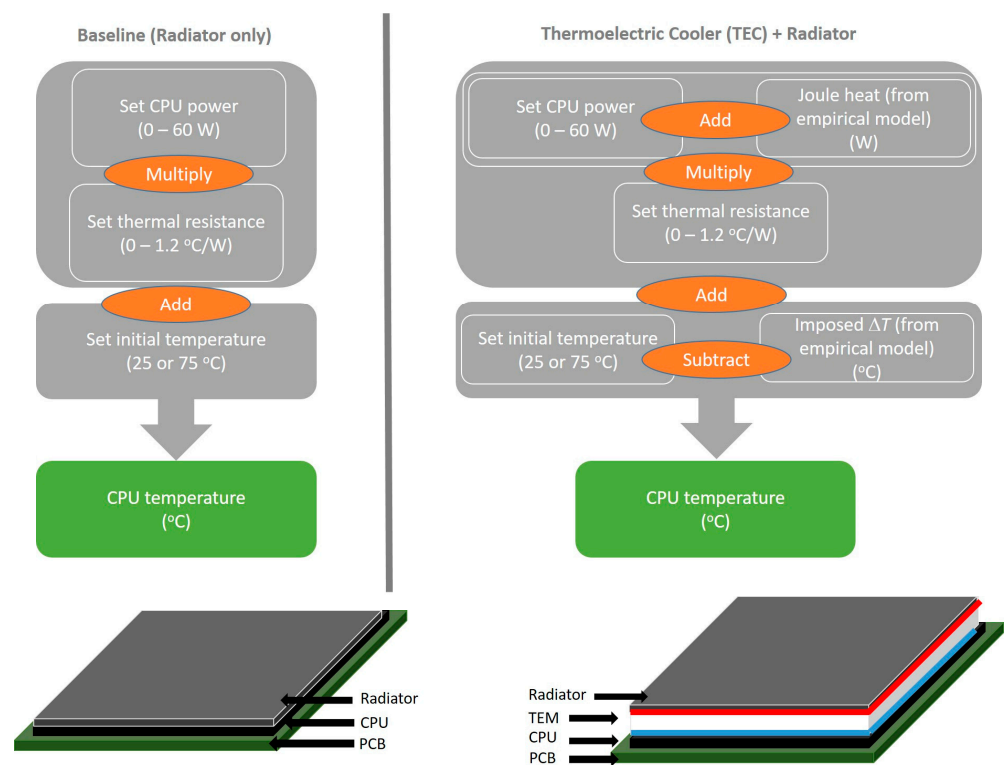 Baseline (Radiator only)
Set CPU power
(0 – 60 W)
Multiply
Set thermal resistance
(0 – 1.2 °C/W)
Add
Set initial temperature
(25 or 75 °C)
CPU temperature
(°C)
Radiator
CPU
PCB
Thermoelectric Cooler (TEC) + Radiator
Set CPU power
(0 – 60 W)
Add
Joule heat (from
empirical model)
(W)
Multiply
Set thermal resistance
(0 – 1.2 °C/W)
Add
Set initial temperature
(25 or 75 °C)
Subtract
Imposed ΔT (from
empirical model)
(°C)
CPU temperature
(°C)
Radiator
TEM
CPU
PCB